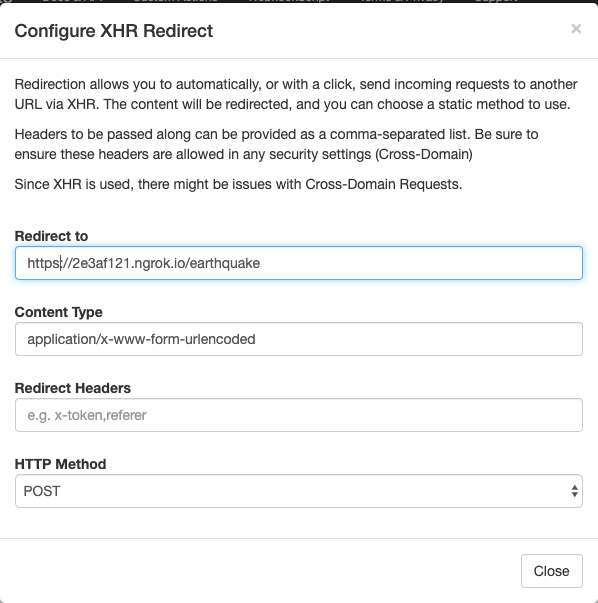 Configure XHR Redirect
×
Redirection allows you to automatically, or with a click, send incoming requests to another
URL via XHR. The content will be redirected, and you can choose a static method to use.
Headers to be passed along can be provided as a comma-separated list. Be sure to
ensure these headers are allowed in any security settings (Cross-Domain)
Since XHR is used, there might be issues with Cross-Domain Requests.
Redirect to
https://2e3af121.ngrok.io/earthquake
Content Type
application/x-www-form-urlencoded
Redirect Headers
e.g. x-token,referer
HTTP Method
POST
Close